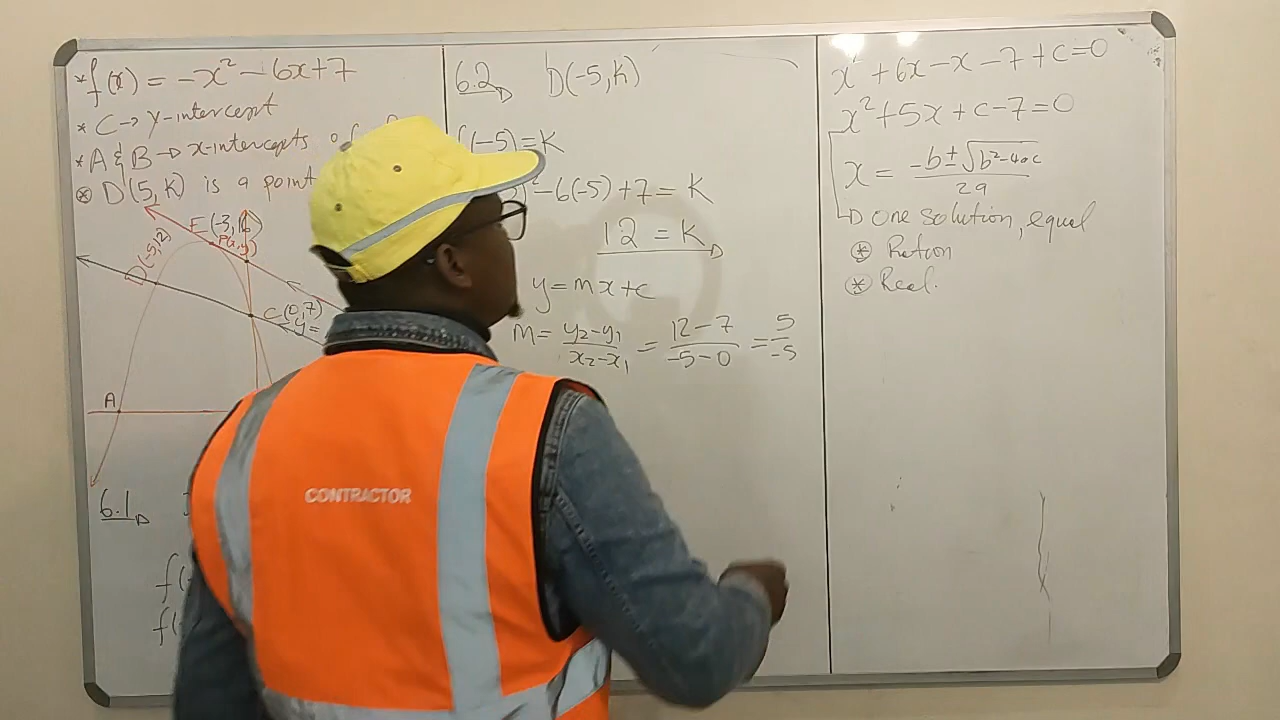 * f(x) = -x² - 6x + 7
* C → y-intercept
* A & B → x-intercepts
⊛ D(5, K) is a point
E(-3, 16)
P(x, y)
D(-5, 12)
C(0, 7)
y =
A
6.1
f(
f(
6.2 D(-5, K)
(-5) = K
-6(-5) + 7 = K
12 = K
y = mx + c
m = y₂-y₁/x₂-x₁ = 12-7/-5-0 = 5/-5
x² + 6x - x - 7 + c = 0
x² + 5x + c - 7 = 0
x = -b ± √b²-4ac/2a
one solution, equal
⊛ Ration
⊛ Real.
CONTRACTOR